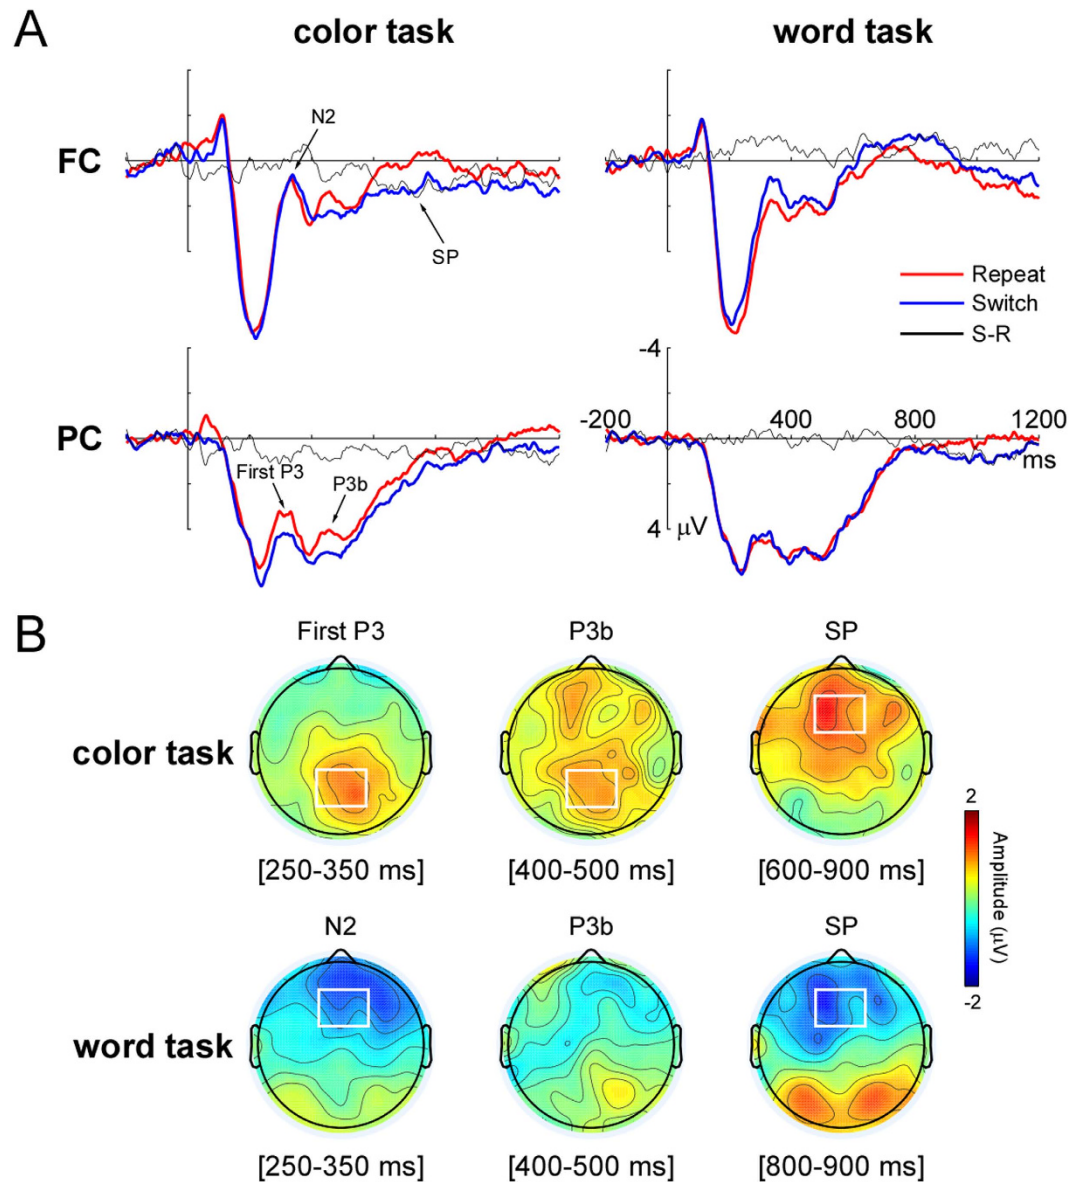 A
color task
word task
FC
N2
SP
Repeat
Switch
S-R
PC
First P3
P3b
-4
-200
400
800
1200
ms
4
μV
B
First P3
P3b
SP
color task
[250-350 ms]
[400-500 ms]
[600-900 ms]
2
Amplitude (μV)
-2
N2
P3b
SP
word task
[250-350 ms]
[400-500 ms]
[800-900 ms]